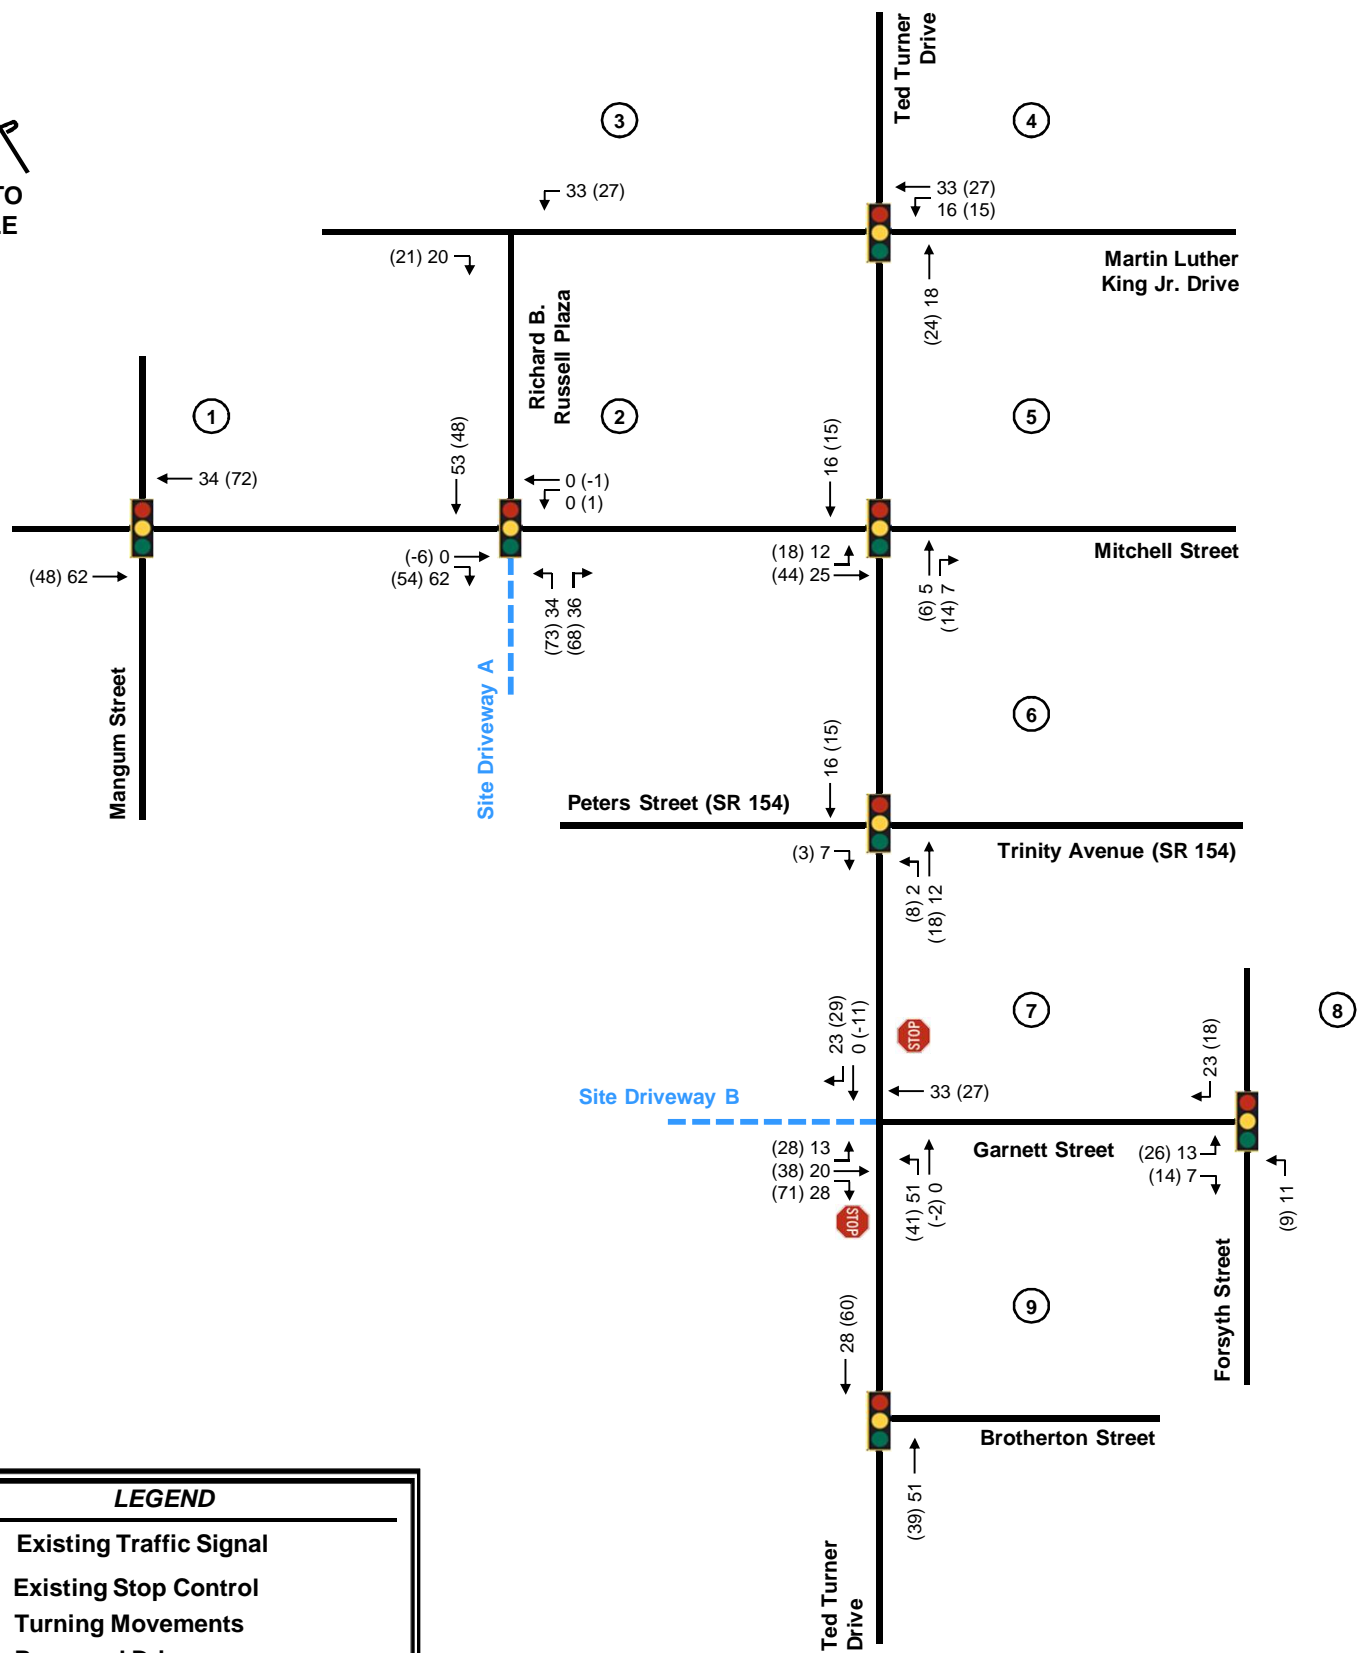 Ted Turner
Drive
3
4
TO
33 (27)
33 (27)
16 (15)
(21) 20
Martin Luther
King Jr. Drive
(24) 18
Richard B.
Russell Plaza
1
2
5
53 (48)
16 (15)
34 (72)
0 (-1)
0 (1)
(-6) 0
(54) 62
(18) 12
(44) 25
Mitchell Street
(48) 62
(73) 34
(68) 36
(6) 5
(14) 7
Mangum Street
Site Driveway A
6
16 (15)
Peters Street (SR 154)
(3) 7
Trinity Avenue (SR 154)
(8) 2
(18) 12
7
8
23 (29)
0 (-11)
STOP
23 (18)
Site Driveway B
33 (27)
(28) 13
(38) 20
(71) 28
Garnett Street
(26) 13
(14) 7
STOP
(41) 51
(-2) 0
(9) 11
Forsyth Street
9
28 (60)
Brotherton Street
(39) 51
Ted Turner
Drive
LEGEND
Existing Traffic Signal
Existing Stop Control
Turning Movements